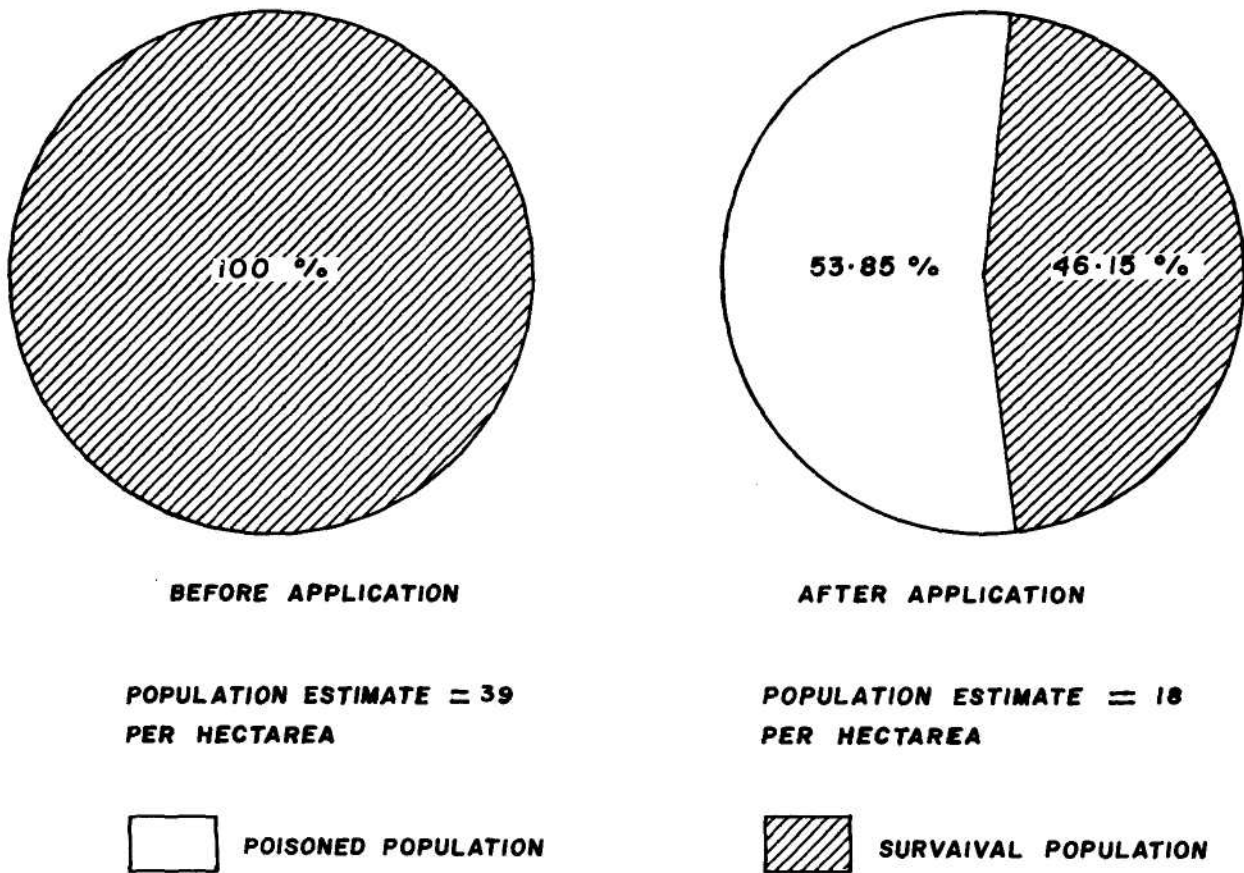 100 %
53·85 %
46·15 %
BEFORE APPLICATION
AFTER APPLICATION
POPULATION ESTIMATE = 39
PER HECTAREA
POPULATION ESTIMATE = 18
PER HECTAREA
POISONED POPULATION
SURVAIVAL POPULATION